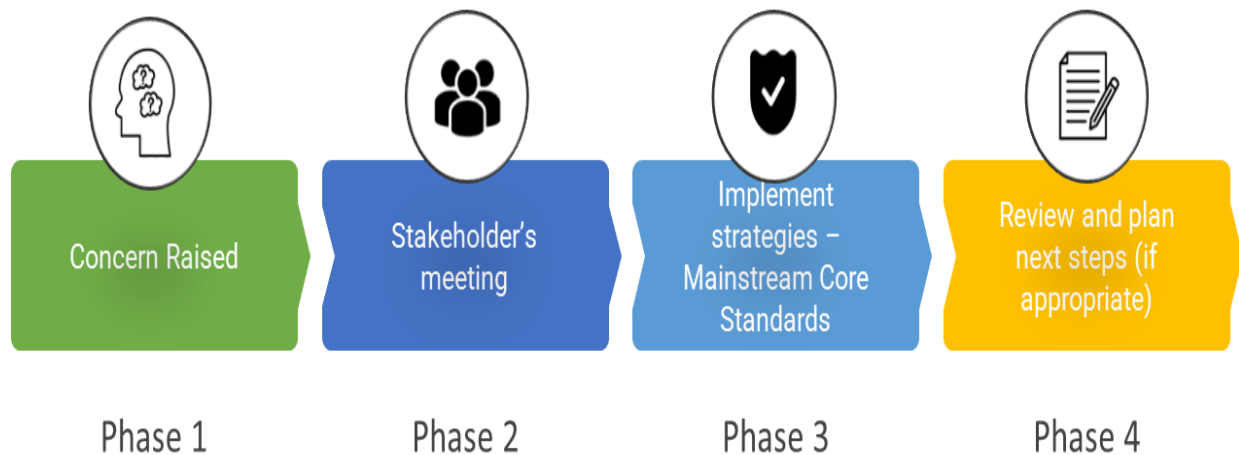 Concern Raised
Stakeholder’s
meeting
Implement
strategies –
Mainstream Core
Standards
Review and plan
next steps (if
appropriate)
Phase 1
Phase 2
Phase 3
Phase 4